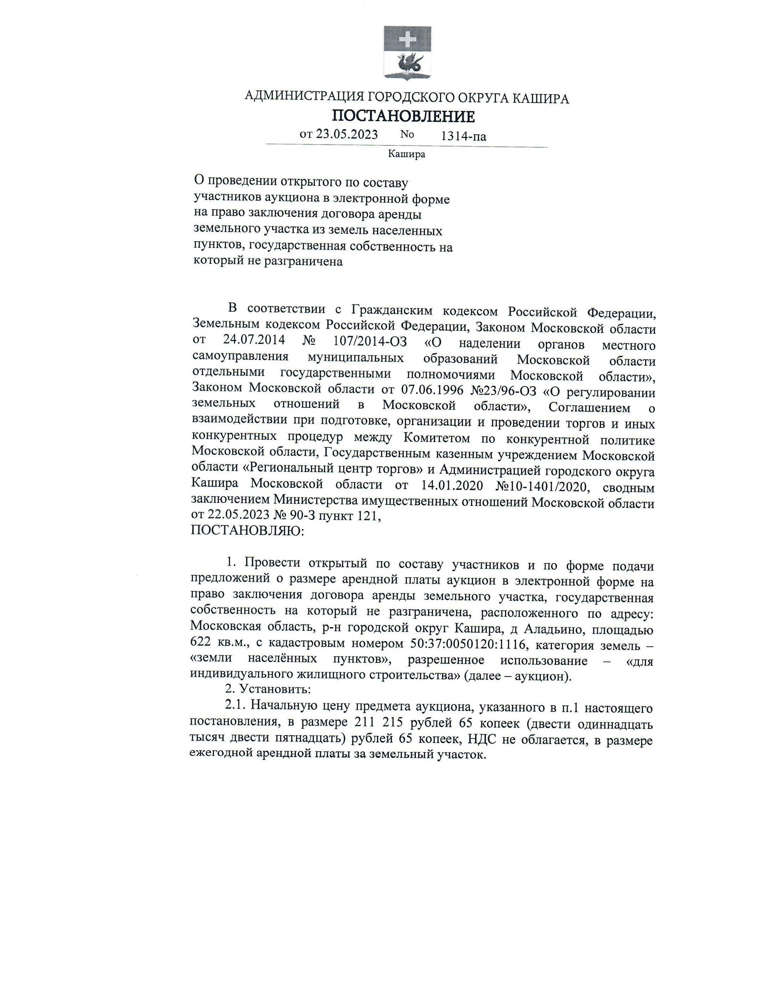 АДМИНИСТРАЦИЯ ГОРОДСКОГО ОКРУГА КАШИРА
ПОСТАНОВЛЕНИЕ
от 23.05.2023 No 1314-па
Кашира
О проведении открытого по составу
участников аукциона в электронной форме
на право заключения договора аренды
земельного участка из земель населенных
пунктов, государственная собственность на
который не разграничена
В соответствии с Гражданским кодексом Российской Федерации,
Земельным кодексом Российской Федерации, Законом Московской области
от 24.07.2014 № 107/2014-ОЗ «О наделении органов местного
самоуправления муниципальных образований Московской области
отдельными государственными полномочиями Московской области»,
Законом Московской области от 07.06.1996 №23/96-ОЗ «О регулировании
земельных отношений в Московской области», Соглашением о
взаимодействии при подготовке, организации и проведении торгов и иных
конкурентных процедур между Комитетом по конкурентной политике
Московской области, Государственным казенным учреждением Московской
области «Региональный центр торгов» и Администрацией городского округа
Кашира Московской области от 14.01.2020 №10-1401/2020, сводным
заключением Министерства имущественных отношений Московской области
от 22.05.2023 № 90-З пункт 121,
ПОСТАНОВЛЯЮ:
1. Провести открытый по составу участников и по форме подачи
предложений о размере арендной платы аукцион в электронной форме на
право заключения договора аренды земельного участка, государственная
собственность на который не разграничена, расположенного по адресу:
Московская область, р-н городской округ Кашира, д Аладьино, площадью
622 кв.м., с кадастровым номером 50:37:0050120:1116, категория земель –
«земли населённых пунктов», разрешенное использование – «для
индивидуального жилищного строительства» (далее – аукцион).
2. Установить:
2.1. Начальную цену предмета аукциона, указанного в п.1 настоящего
постановления, в размере 211 215 рублей 65 копеек (двести одиннадцать
тысяч двести пятнадцать) рублей 65 копеек, НДС не облагается, в размере
ежегодной арендной платы за земельный участок.